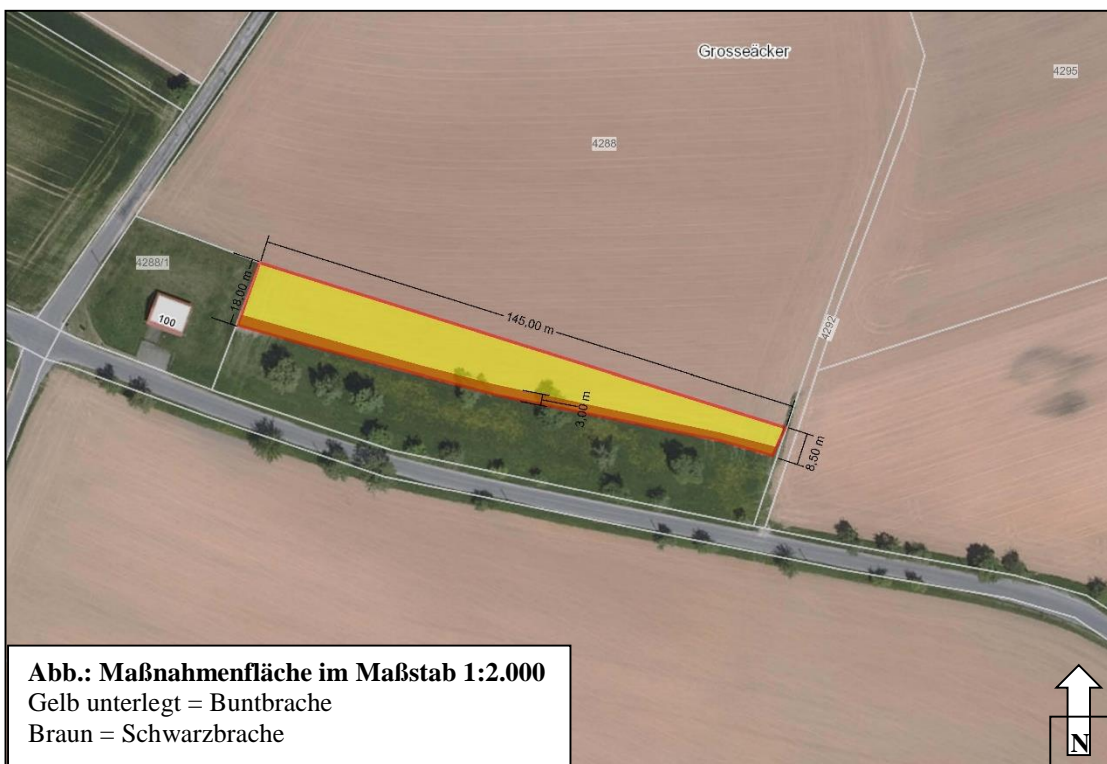 Grosseäcker
4295
4288
4288/1
18,00 m
145,00 m
100
4292
3,00 m
8,50 m
Abb.: Maßnahmenfläche im Maßstab 1:2.000
Gelb unterlegt = Buntbrache
Braun = Schwarzbrache
N